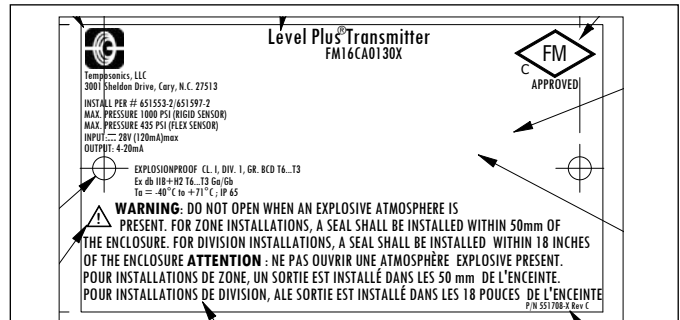 Level Plus® Transmitter
FM16CA0130X
C FM
APPROVED
Temposonics, LLC
3001 Sheldon Drive, Cary, N.C. 27513
INSTALL PER # 651553-2/651597-2
MAX. PRESSURE 1000 PSI (RIGID SENSOR)
MAX. PRESSURE 435 PSI (FLEX SENSOR)
INPUT: ⎓ 28V (120mA)max
OUTPUT: 4-20mA
EXPLOSIONPROOF CL. I, DIV. 1, GR. BCD T6...T3
Ex db IIB+H2 T6...T3 Ga/Gb
Ta = -40°C to +71°C ; IP 65
WARNING: DO NOT OPEN WHEN AN EXPLOSIVE ATMOSPHERE IS
PRESENT. FOR ZONE INSTALLATIONS, A SEAL SHALL BE INSTALLED WITHIN 50mm OF
THE ENCLOSURE. FOR DIVISION INSTALLATIONS, A SEAL SHALL BE INSTALLED WITHIN 18 INCHES
OF THE ENCLOSURE ATTENTION : NE PAS OUVRIR UNE ATMOSPHÈRE EXPLOSIVE PRESENT.
POUR INSTALLATIONS DE ZONE, UN SORTIE EST INSTALLÉ DANS LES 50 mm DE L'ENCEINTE.
POUR INSTALLATIONS DE DIVISION, ALE SORTIE EST INSTALLÉ DANS LES 18 POUCES DE L'ENCEINTE
P/N 551708-X Rev C